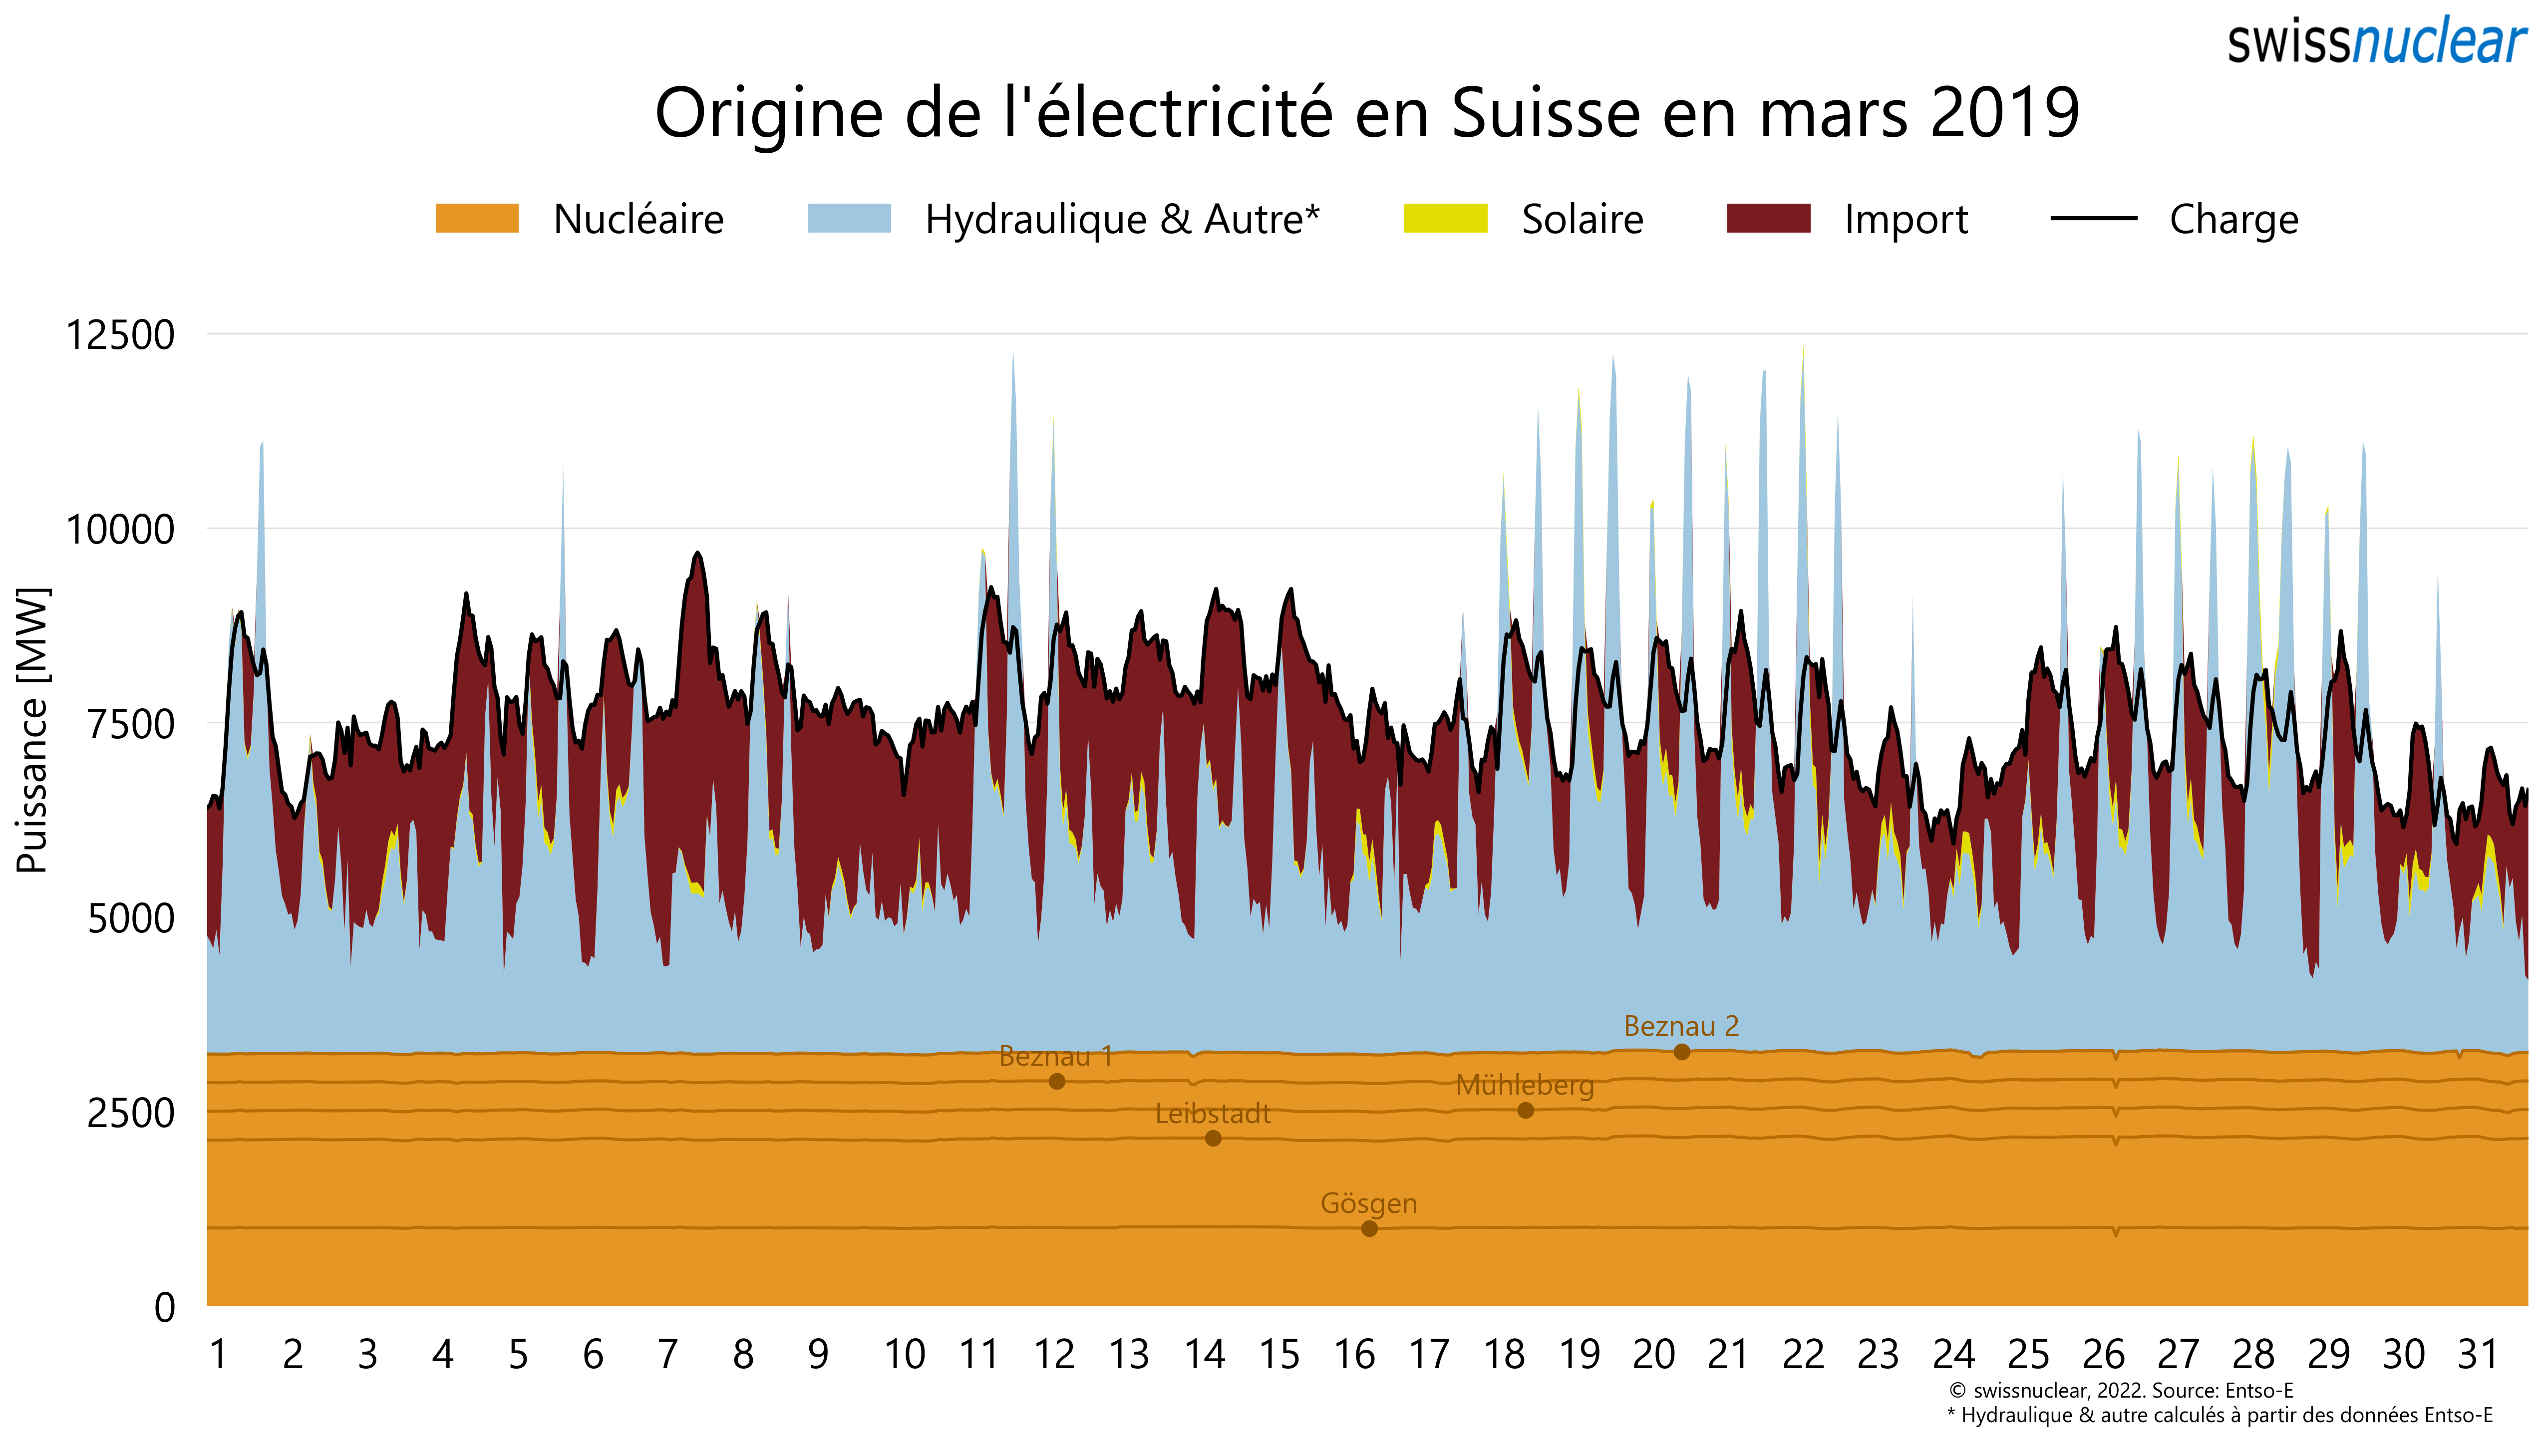 swissnuclear
Origine de l'électricité en Suisse en mars 2019
Nucléaire Hydraulique & Autre* Solaire Import Charge
Puissance [MW]
12500
10000
7500
5000
2500
0
Beznau 2
Beznau 1
Mühleberg
Leibstadt
Gösgen
1 2 3 4 5 6 7 8 9 10 11 12 13 14 15 16 17 18 19 20 21 22 23 24 25 26 27 28 29 30 31
© swissnuclear, 2022. Source: Entso-E
* Hydraulique & autre calculés à partir des données Entso-E